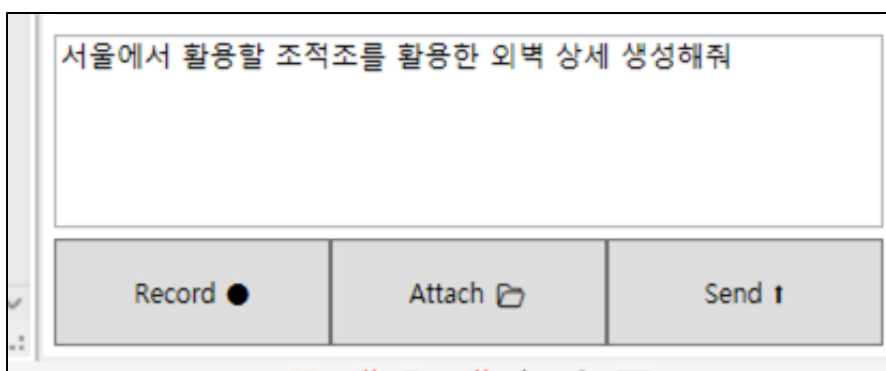 서울에서 활용할 조적조를 활용한 외벽 상세 생성해줘
Record ●
Attach 🗁
Send ⬆